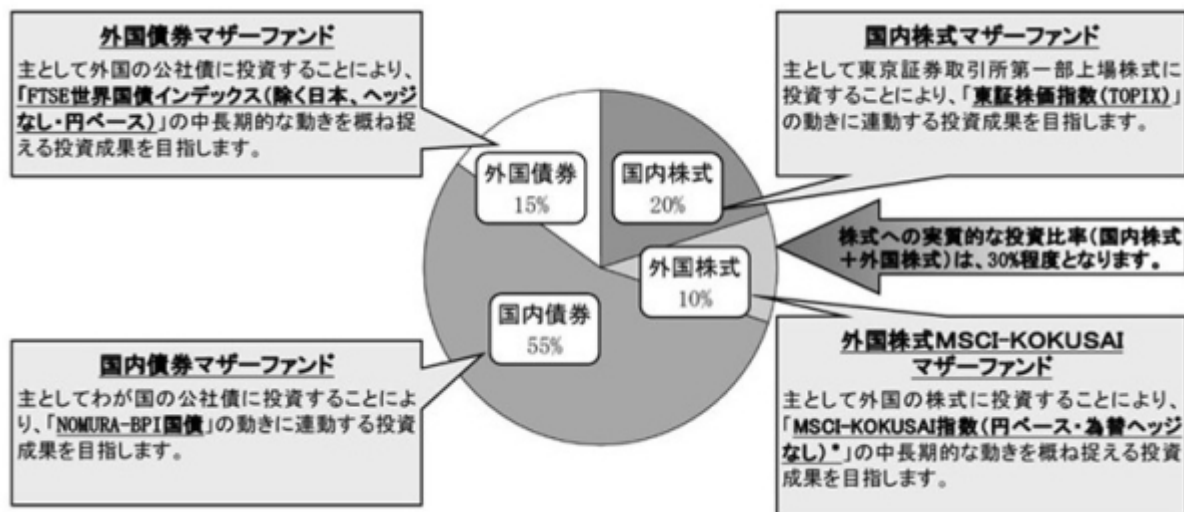 外国債券マザーファンド
主として外国の公社債に投資することにより、
「FTSE世界国債インデックス(除く日本、ヘッジ
なし・円ベース)」の中長期的な動きを概ね捉
える投資成果を目指します。
国内株式マザーファンド
主として東京証券取引所第一部上場株式に
投資することにより、「東証株価指数(TOPIX)」
の動きに連動する投資成果を目指します。
外国債券
15%
国内株式
20%
株式への実質的な投資比率(国内株式
+外国株式)は、30%程度となります。
外国株式
10%
国内債券
55%
国内債券マザーファンド
主としてわが国の公社債に投資することによ
り、「NOMURA-BPI国債」の動きに連動する投資
成果を目指します。
外国株式MSCI-KOKUSAI
マザーファンド
主として外国の株式に投資することにより、
「MSCI-KOKUSAI指数(円ベース・為替ヘッジ
なし)*」の中長期的な動きを概ね捉える投資
成果を目指します。